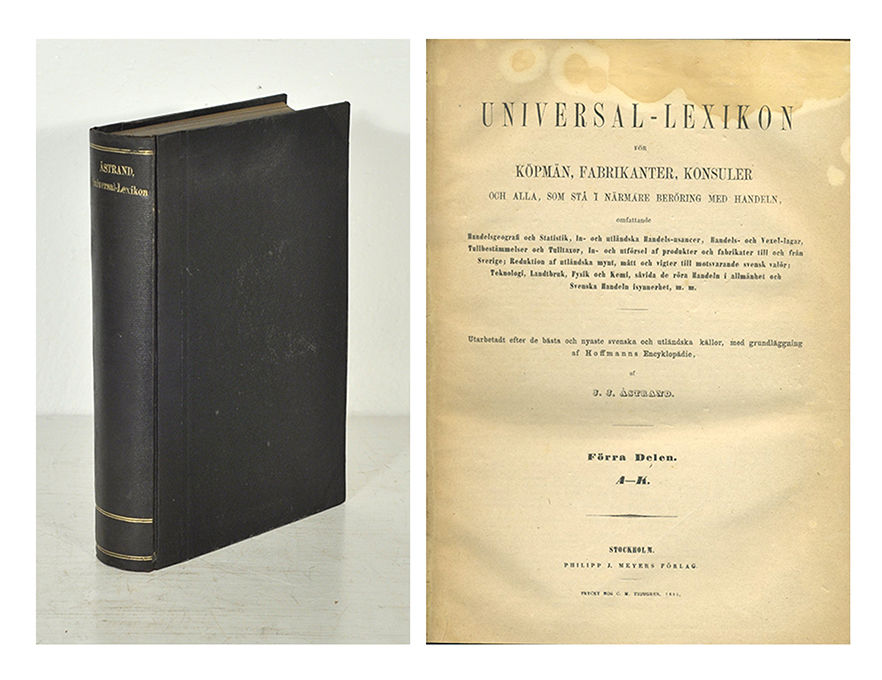 ÅSTRAND,
Universal-Lexikon
UNIVERSAL-LEXIKON
FÖR
KÖPMÄN, FABRIKANTER, KONSULER
OCH ALLA, SOM STÅ I NÄRMARE BERÖRING MED HANDELN,
omfattande
Handelsgeografi och Statistik, In- och utländska Handels-usancer, Handels- och Vexel-lagar,
Tullbestämmelser och Tulltaxor, In- och utförsel af produkter och fabrikater till och från
Sverige; Reduktion af utländska mynt, mått och vigter till motsvarande svensk valör;
Teknologi, Landtbruk, Fysik och Kemi, såvida de röra Handeln i allmänhet och
Svenska Handeln isynnerhet, m. m.
Utarbetadt efter de bästa och nyaste svenska och utländska källor, med grundläggning
af Hoffmanns Encyklopädie,
af
J. J. ÅSTRAND.
Förra Delen.
A—K.
STOCKHOLM.
PHILIPP J. MEYERS FÖRLAG.
TRYCKT HOS C. M. THIMGREN,